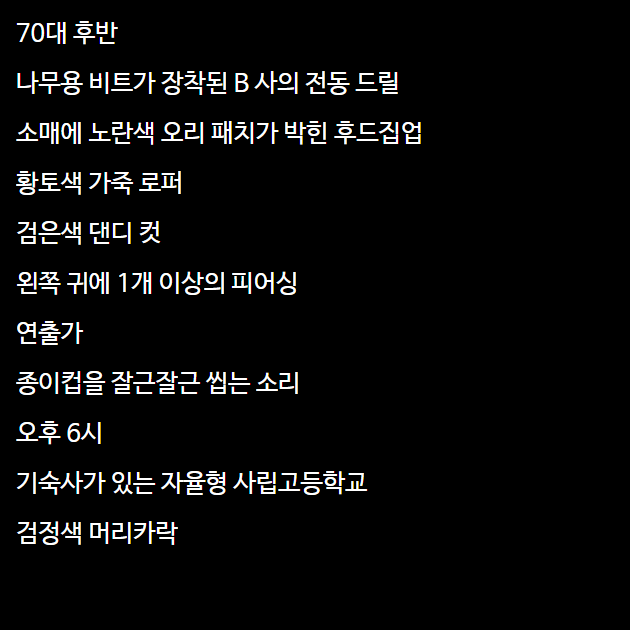 70대 후반
나무용 비트가 장착된 B 사의 전동 드릴
소매에 노란색 오리 패치가 박힌 후드집업
황토색 가죽 로퍼
검은색 댄디 컷
왼쪽 귀에 1개 이상의 피어싱
연출가
종이컵을 잘근잘근 씹는 소리
오후 6시
기숙사가 있는 자율형 사립고등학교
검정색 머리카락